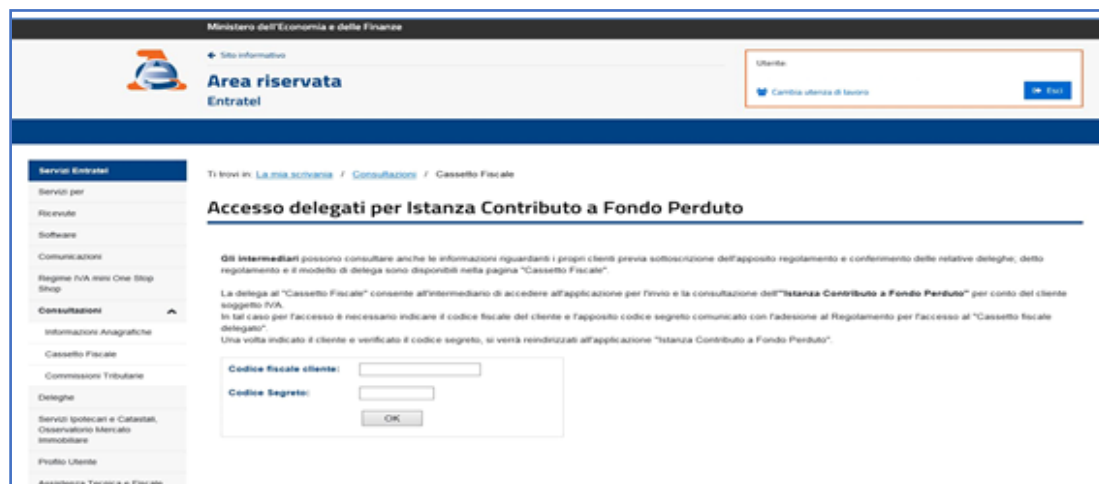 Ministero dell'Economia e delle Finanze
Sito informativo
Area riservata
Entratel
Utente:
Cambia utenza di lavoro
Esci
Servizi Entratel
Servizi per
Ricevute
Software
Comunicazioni
Regime IVA mini One Stop
Shop
Consultazioni
Informazioni Anagrafiche
Cassetto Fiscale
Commissioni Tributarie
Deleghe
Servizi Ipotecari e Catastali,
Osservatorio Mercato
Immobiliare
Profilo Utente
Assistenza Tecnica e Fiscale
Ti trovi in: La mia scrivania / Consultazioni / Cassetto Fiscale
Accesso delegati per Istanza Contributo a Fondo Perduto
Gli intermediari possono consultare anche le informazioni riguardanti i propri clienti previa sottoscrizione dell'apposito regolamento e conferimento delle relative deleghe; detto
regolamento e il modello di delega sono disponibili nella pagina "Cassetto Fiscale".
La delega al "Cassetto Fiscale" consente all'intermediario di accedere all'applicazione per l'invio e la consultazione dell'"Istanza Contributo a Fondo Perduto" per conto del cliente
soggetto IVA.
In tal caso per l'accesso è necessario indicare il codice fiscale del cliente e l'apposito codice segreto comunicato con l'adesione al Regolamento per l'accesso al "Cassetto fiscale
delegato".
Una volta indicato il cliente e verificato il codice segreto, si verrà reindirizzati all'applicazione "Istanza Contributo a Fondo Perduto".
Codice fiscale cliente:
Codice Segreto:
OK